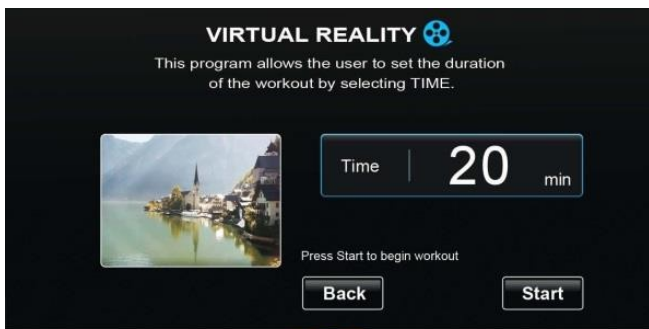 VIRTUAL REALITY
This program allows the user to set the duration
of the workout by selecting TIME.
Time 20 min
Press Start to begin workout
Back Start